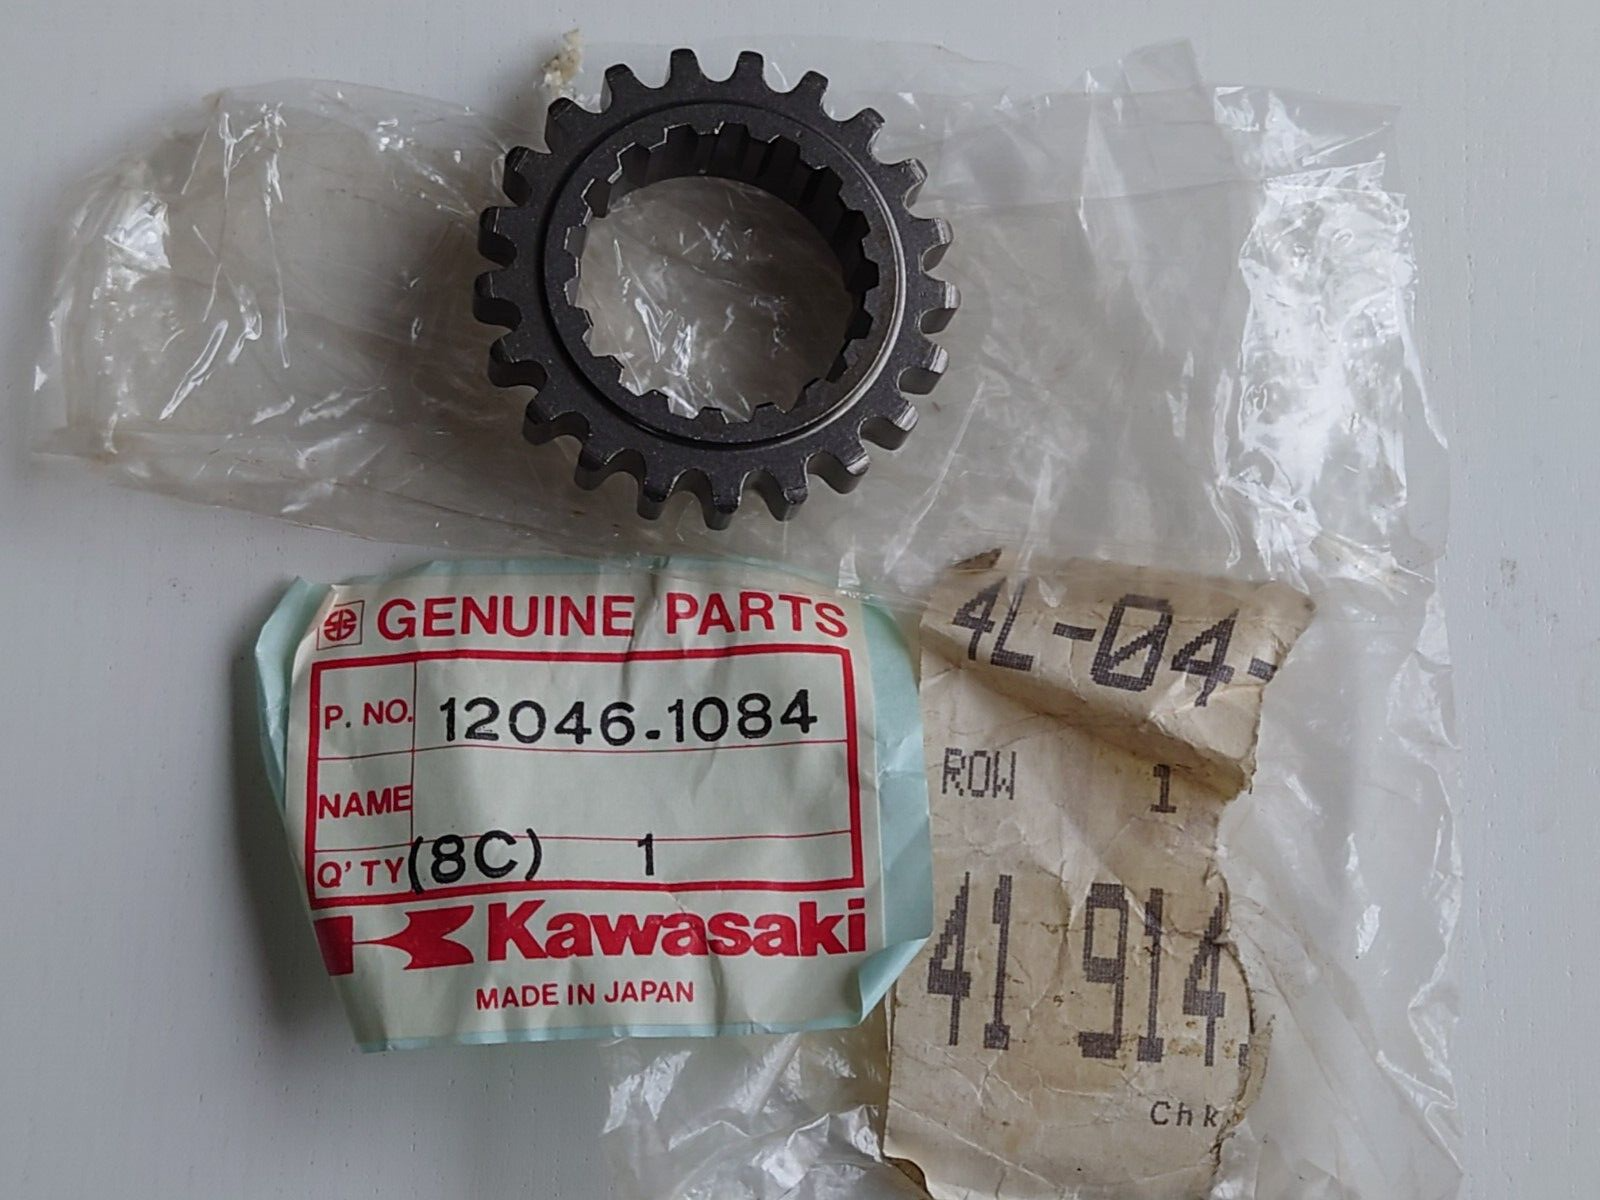 GENUINE PARTS
P. NO. 12046-1084
NAME
Q'TY (8C) 1
Kawasaki
MADE IN JAPAN
4L-04-
ROW 1
41 914.
Chk